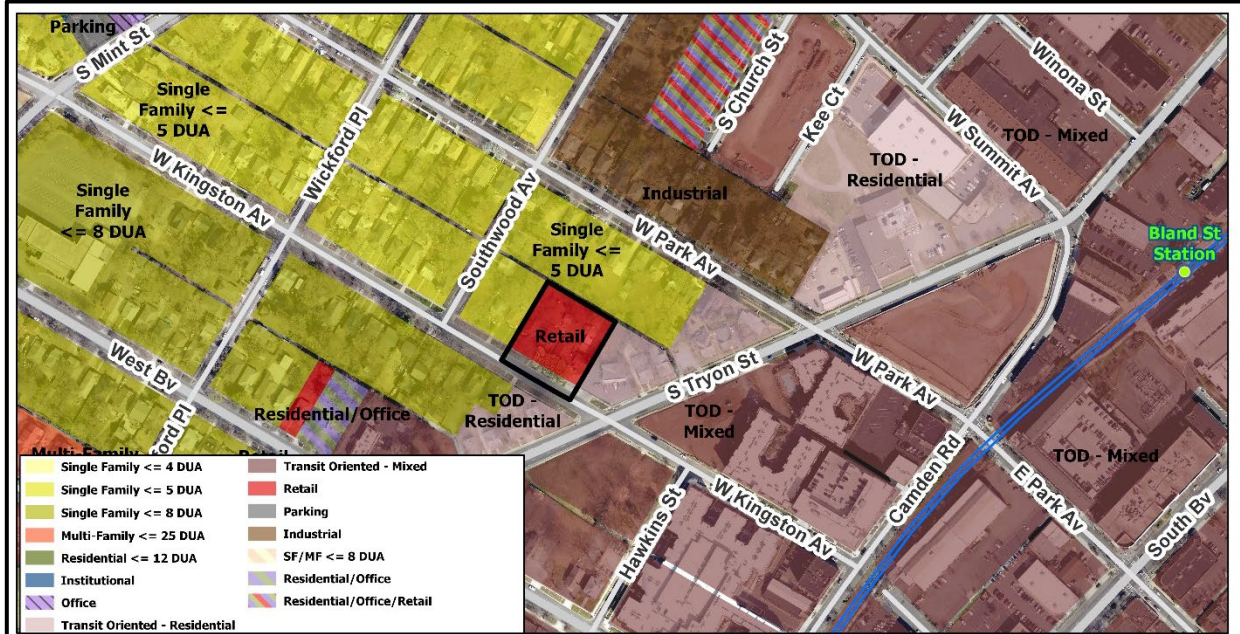 Parking
S Mint St
Single
Family
<= 5 DUA
Wickford Pl
S Church St
Kee Ct
Winona St
TOD - Mixed
W Summit Av
TOD -
Residential
Industrial
W Kingston Av
Single
Family
<= 8 DUA
Southwood Av
Single
Family <=
5 DUA
W Park Av
Bland St
Station
Retail
S Tryon St
West Bv
Residential/Office
TOD -
Residential
TOD -
Mixed
W Park Av
TOD - Mixed
Camden Rd
E Park Av
South Bv
W Kingston Av
Hawkins St
ford Pl
Multi-Family
Single Family <= 4 DUA
Single Family <= 5 DUA
Single Family <= 8 DUA
Multi-Family <= 25 DUA
Residential <= 12 DUA
Institutional
Office
Transit Oriented - Residential
Transit Oriented - Mixed
Retail
Parking
Industrial
SF/MF <= 8 DUA
Residential/Office
Residential/Office/Retail